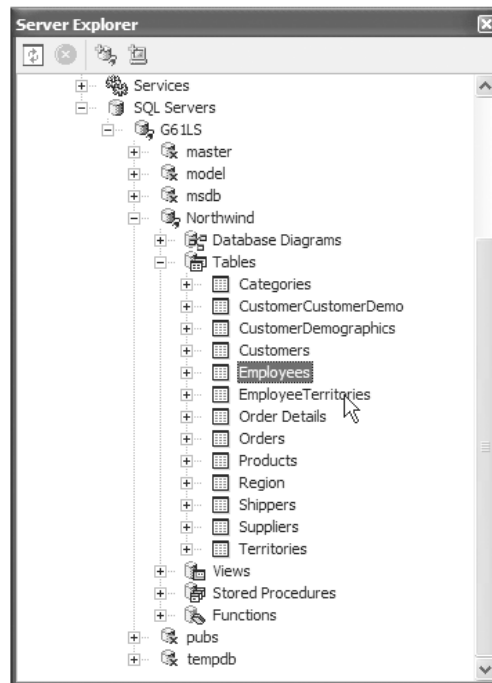 Server Explorer
Services
SQL Servers
G61LS
master
model
msdb
Northwind
Database Diagrams
Tables
Categories
CustomerCustomerDemo
CustomerDemographics
Customers
Employees
EmployeeTerritories
Order Details
Orders
Products
Region
Shippers
Suppliers
Territories
Views
Stored Procedures
Functions
pubs
tempdb